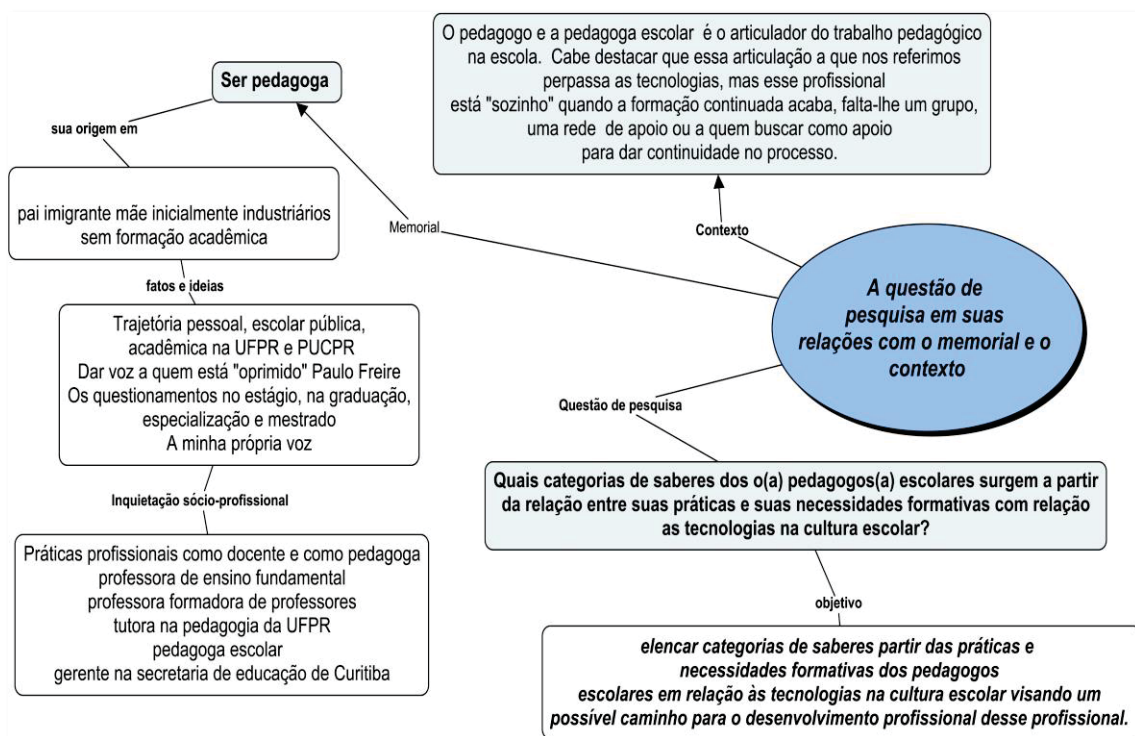 O pedagogo e a pedagoga escolar é o articulador do trabalho pedagógico
na escola. Cabe destacar que essa articulação a que nos referimos
perpassa as tecnologias, mas esse profissional
está "sozinho" quando a formação continuada acaba, falta-lhe um grupo,
uma rede de apoio ou a quem buscar como apoio
para dar continuidade no processo.
Ser pedagoga
sua origem em
pai imigrante mãe inicialmente industriários
sem formação acadêmica
fatos e ideias
Trajetória pessoal, escolar pública,
acadêmica na UFPR e PUCPR
Dar voz a quem está "oprimido" Paulo Freire
Os questionamentos no estágio, na graduação,
especialização e mestrado
A minha própria voz
Inquietação sócio-profissional
Práticas profissionais como docente e como pedagoga
professora de ensino fundamental
professora formadora de professores
tutora na pedagogia da UFPR
pedagoga escolar
gerente na secretaria de educação de Curitiba
Memorial
Contexto
A questão de
pesquisa em suas
relações com o memorial e o
contexto
Questão de pesquisa
Quais categorias de saberes dos o(a) pedagogos(a) escolares surgem a partir
da relação entre suas práticas e suas necessidades formativas com relação
as tecnologias na cultura escolar?
objetivo
elencar categorias de saberes partir das práticas e
necessidades formativas dos pedagogos
escolares em relação às tecnologias na cultura escolar visando um
possível caminho para o desenvolvimento profissional desse profissional.